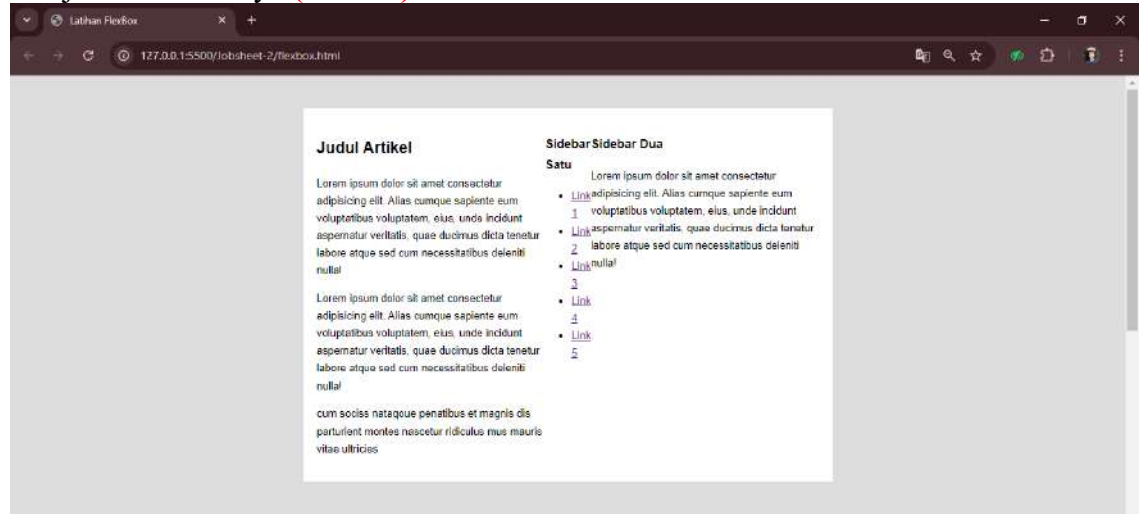 Latihan FlexBox
127.0.0.1:5500/Jobsheet-2/flexbox.html
Judul Artikel
Lorem ipsum dolor sit amet consectetur
adipisicing elit. Alias cumque sapiente eum
voluptatibus voluptatem, eius, unde incidunt
aspernatur veritatis, quae ducimus dicta tenetur
labore atque sed cum necessitatibus deleniti
nulla!
Lorem ipsum dolor sit amet consectetur
adipisicing elit. Alias cumque sapiente eum
voluptatibus voluptatem, eius, unde incidunt
aspernatur veritatis, quae ducimus dicta tenetur
labore atque sed cum necessitatibus deleniti
nulla!
cum sociss nataqoue penatibus et magnis dis
parturient montes nascetur ridiculus mus mauris
vitae ultricies
Sidebar
Satu
Link
1
Link
2
Link
3
Link
4
Link
5
Sidebar Dua
Lorem ipsum dolor sit amet consectetur
adipisicing elit. Alias cumque sapiente eum
voluptatibus voluptatem, eius, unde incidunt
aspernatur veritatis, quae ducimus dicta tenetur
labore atque sed cum necessitatibus deleniti
nulla!